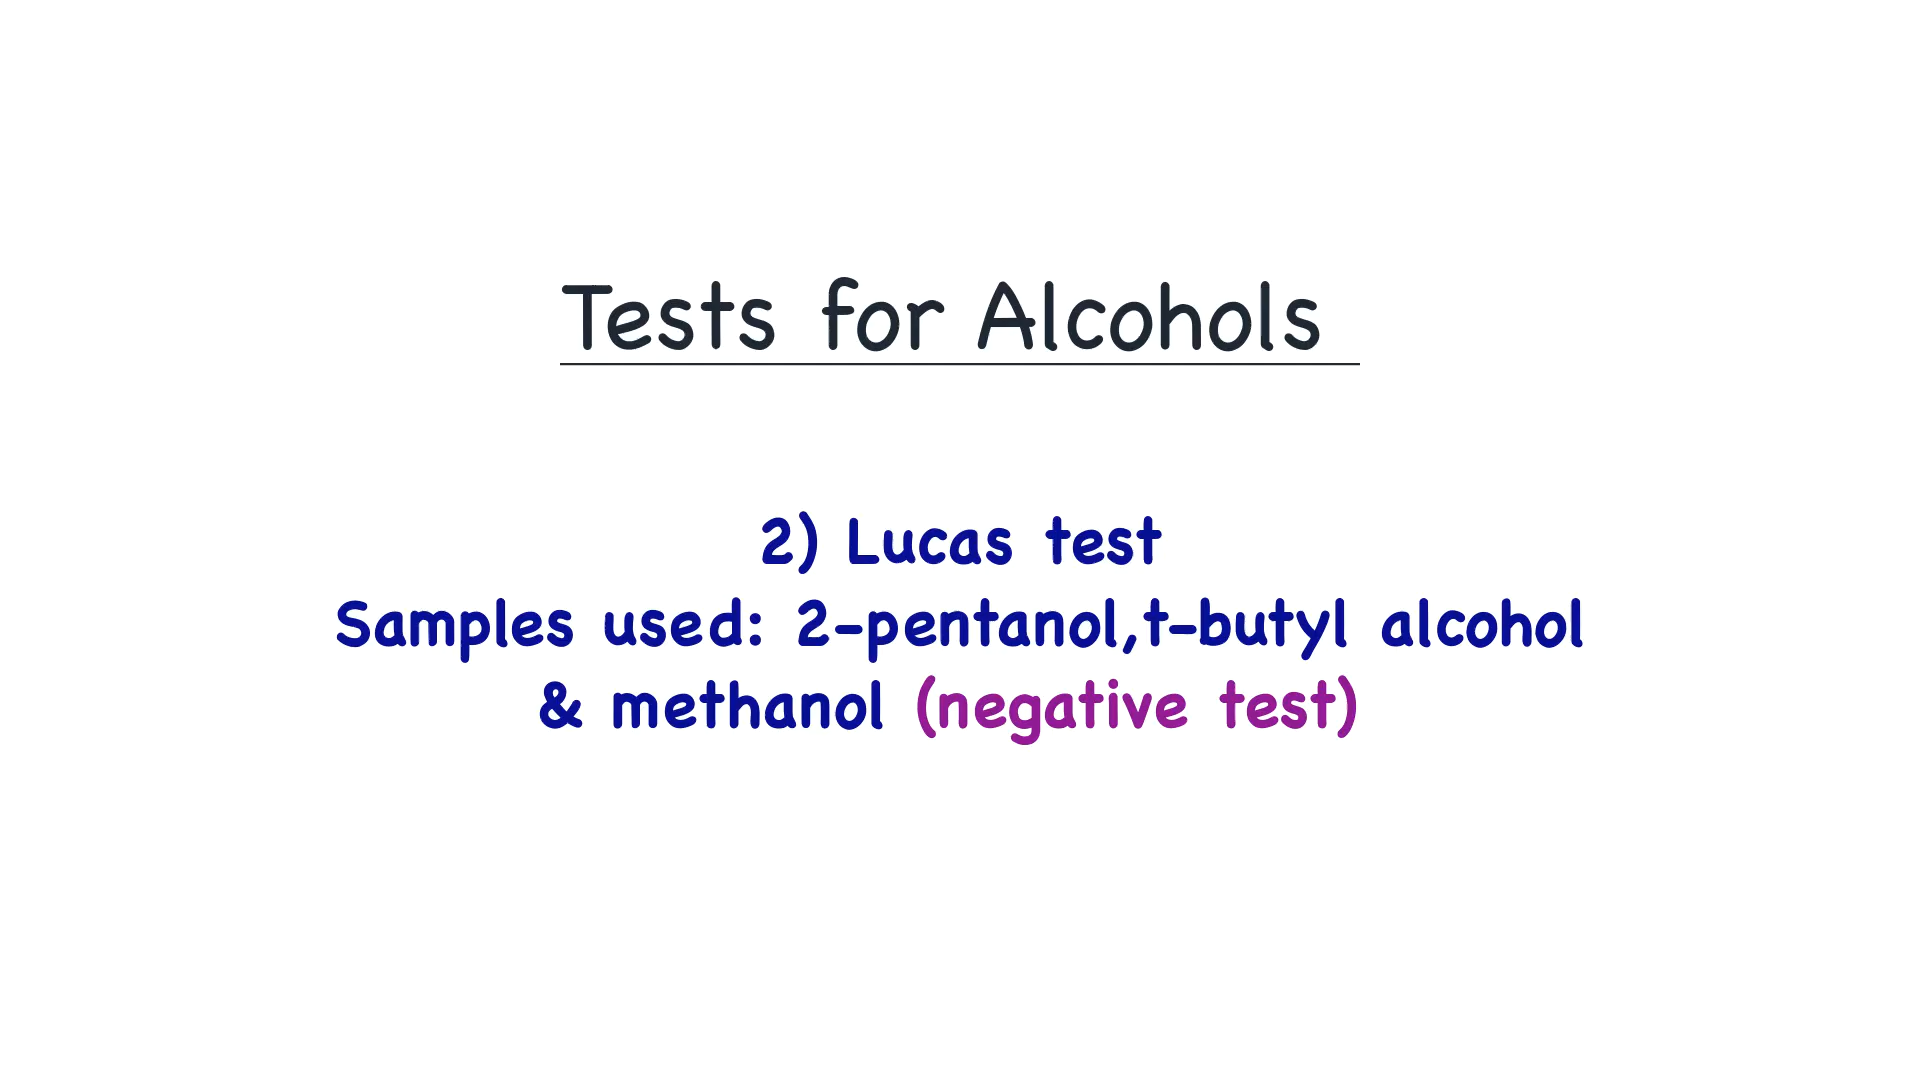 Tests for Alcohols
2) Lucas test
Samples used: 2-pentanol,t-butyl alcohol
& methanol (negative test)